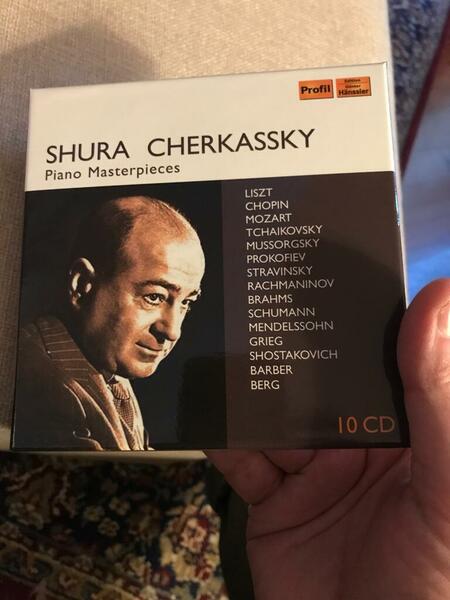 Profil
Edition
Günter
Hänssler
SHURA CHERKASSKY
Piano Masterpieces
LISZT
CHOPIN
MOZART
TCHAIKOVSKY
MUSSORGSKY
PROKOFIEV
STRAVINSKY
RACHMANINOV
BRAHMS
SCHUMANN
MENDELSSOHN
GRIEG
SHOSTAKOVICH
BARBER
BERG
10 CD